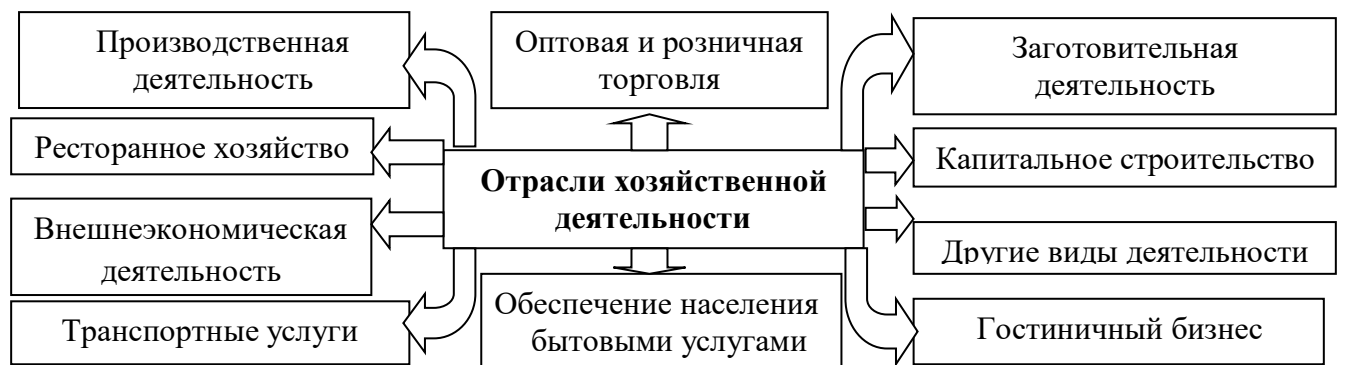 Производственная
деятельность
Оптовая и розничная
торговля
Заготовительная
деятельность
Ресторанное хозяйство
Капитальное строительство
Отрасли хозяйственной
деятельности
Внешнеэкономическая
деятельность
Другие виды деятельности
Транспортные услуги
Обеспечение населения
бытовыми услугами
Гостиничный бизнес